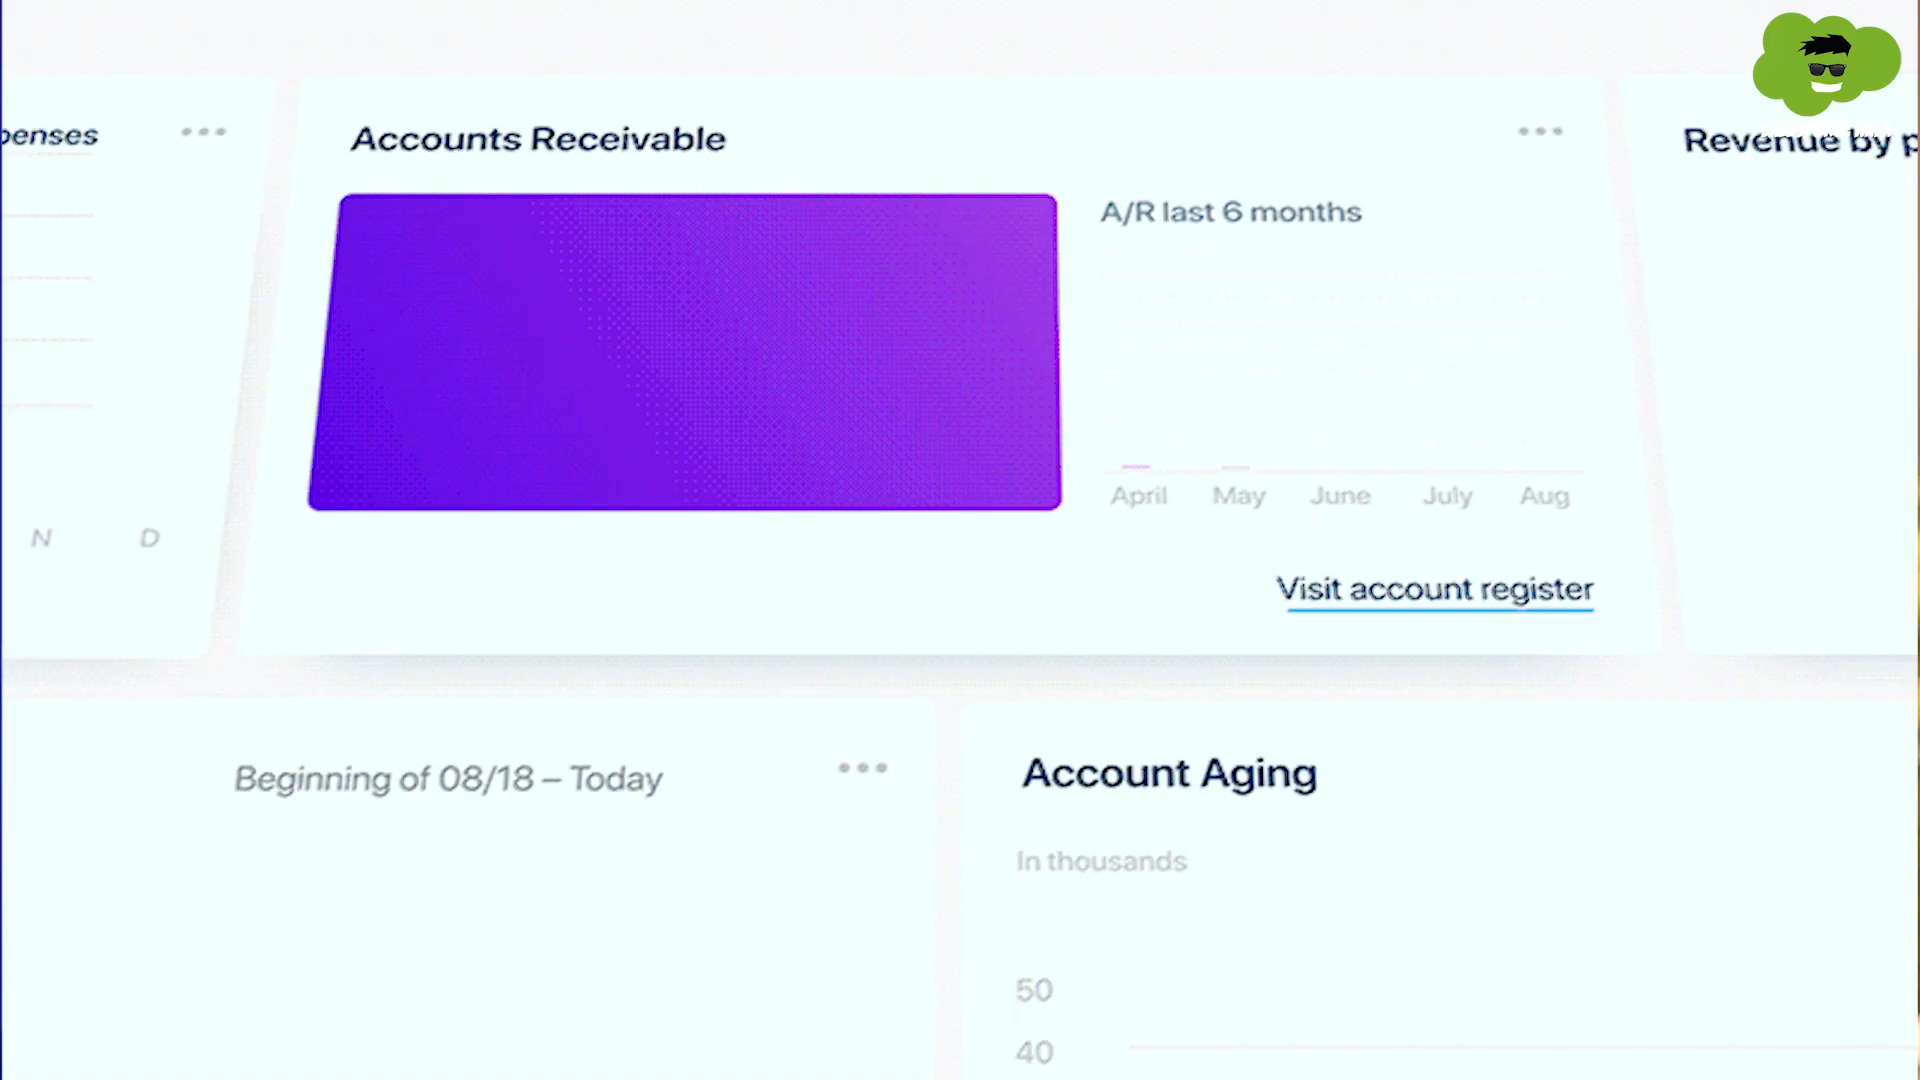 penses
Accounts Receivable
Revenue by p
A/R last 6 months
April May June July Aug
N D
Visit account register
Beginning of 08/18 – Today
Account Aging
In thousands
50
40